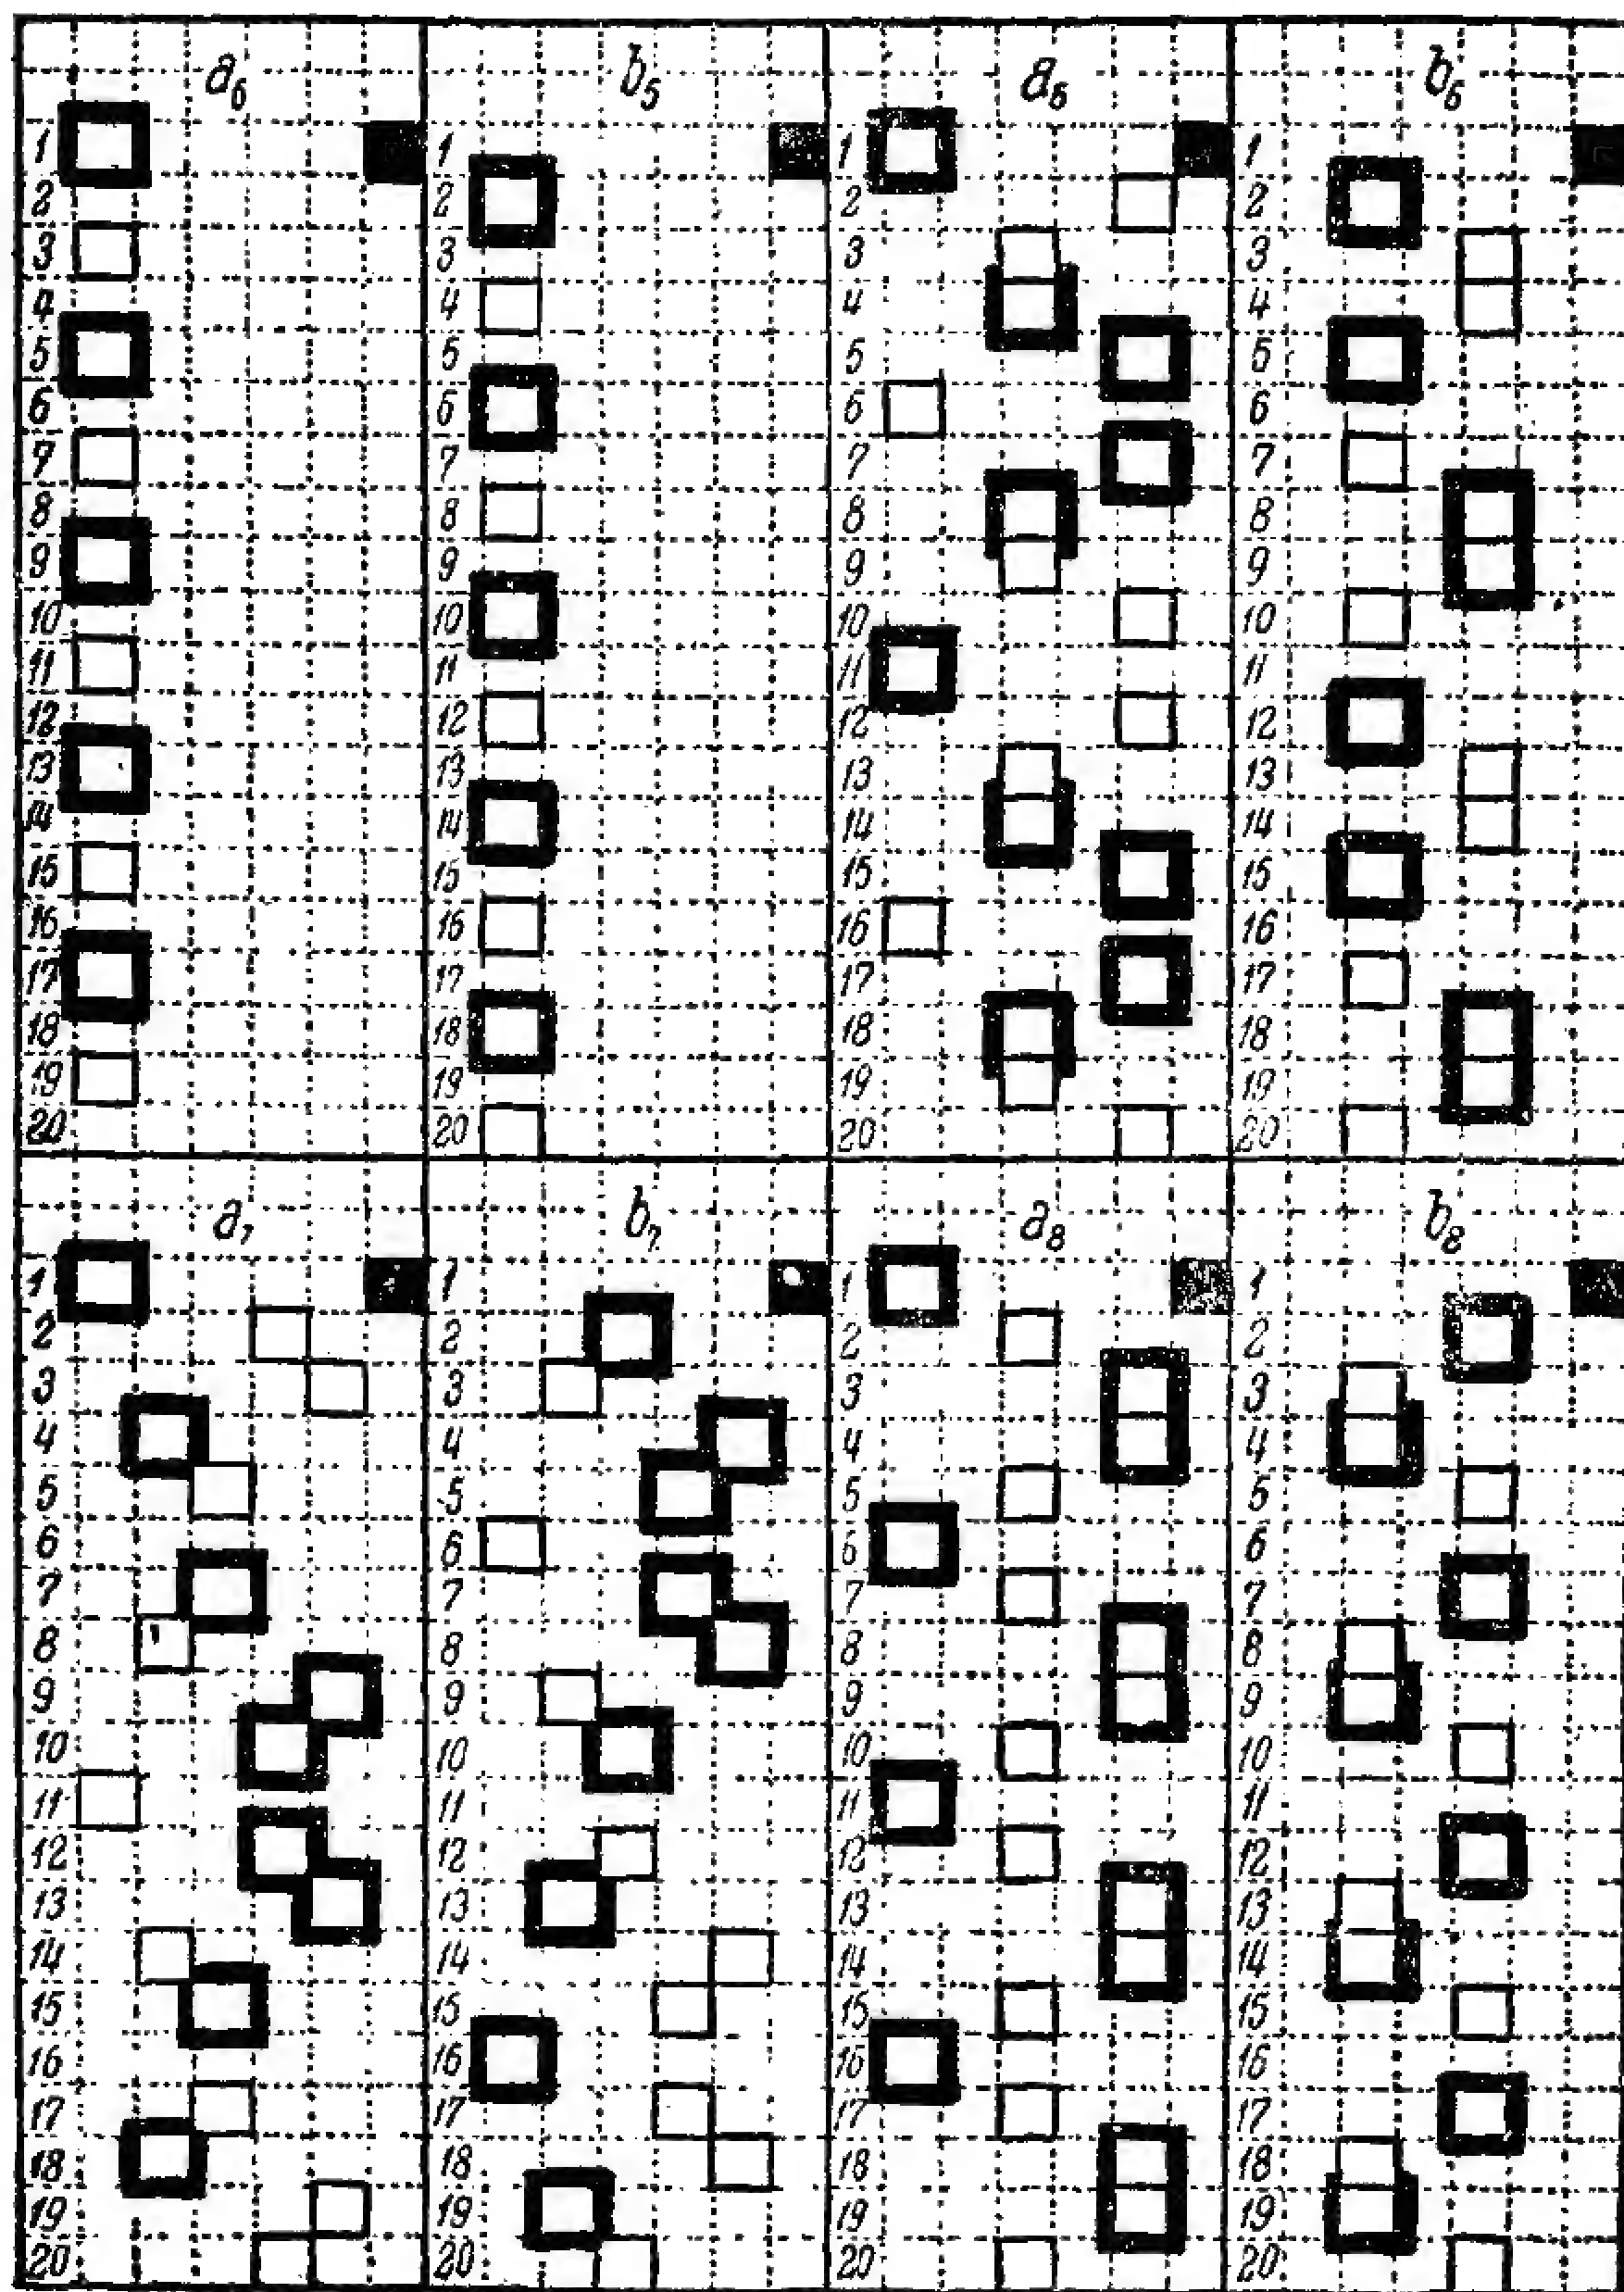 a₆ b₅ a₆ b₆
1 1 1 1
2 2 2 2
3 3 3 3
4 4 4 4
5 5 5 5
6 6 6 6
7 7 7 7
8 8 8 8
9 9 9 9
10 10 10 10
11 11 11 11
12 12 12 12
13 13 13 13
14 14 14 14
15 15 15 15
16 16 16 16
17 17 17 17
18 18 18 18
19 19 19 19
20 20 20 20
a₇ b₇ a₈ b₈
1 1 1 1
2 2 2 2
3 3 3 3
4 4 4 4
5 5 5 5
6 6 6 6
7 7 7 7
8 8 8 8
9 9 9 9
10 10 10 10
11 11 11 11
12 12 12 12
13 13 13 13
14 14 14 14
15 15 15 15
16 16 16 16
17 17 17 17
18 18 18 18
19 19 19 19
20 20 20 20